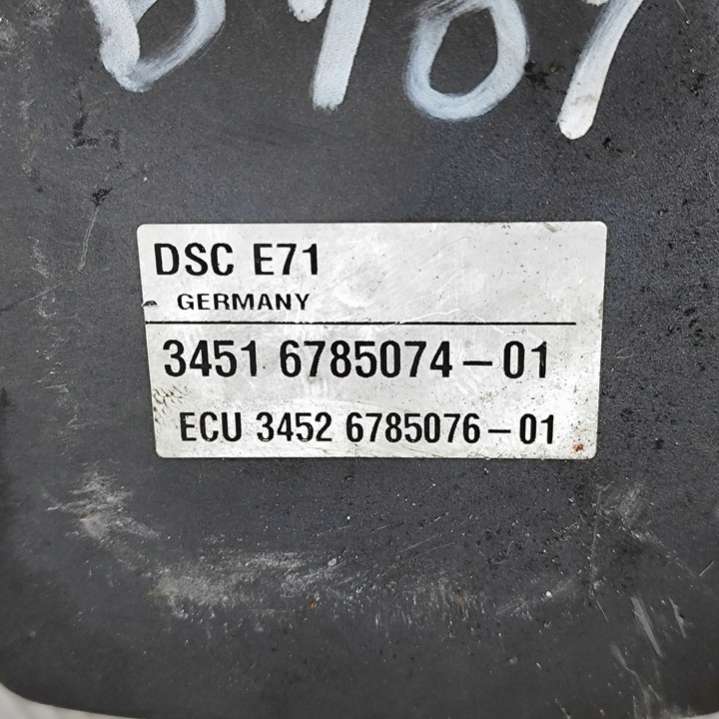 DSC E71
GERMANY
3451 6785074-01
ECU 3452 6785076-01